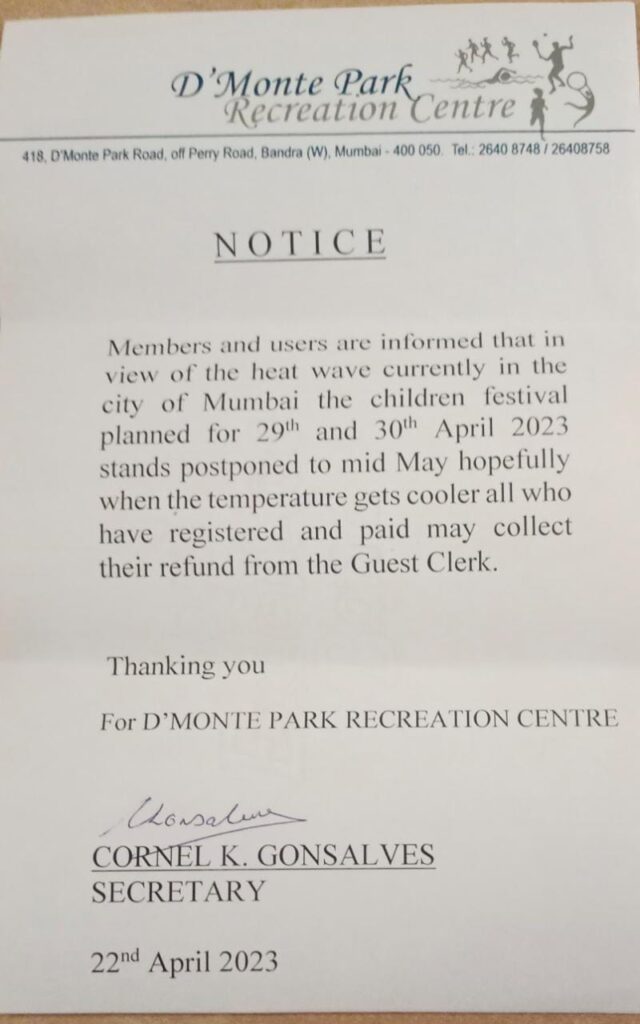 D'Monte Park
Recreation Centre
418, D'Monte Park Road, off Perry Road, Bandra (W), Mumbai - 400 050. Tel.: 2640 8748 / 26408758
NOTICE
Members and users are informed that in
view of the heat wave currently in the
city of Mumbai the children festival
planned for 29th and 30th April 2023
stands postponed to mid May hopefully
when the temperature gets cooler all who
have registered and paid may collect
their refund from the Guest Clerk.
Thanking you
For D'MONTE PARK RECREATION CENTRE
CORNEL K. GONSALVES
SECRETARY
22nd April 2023